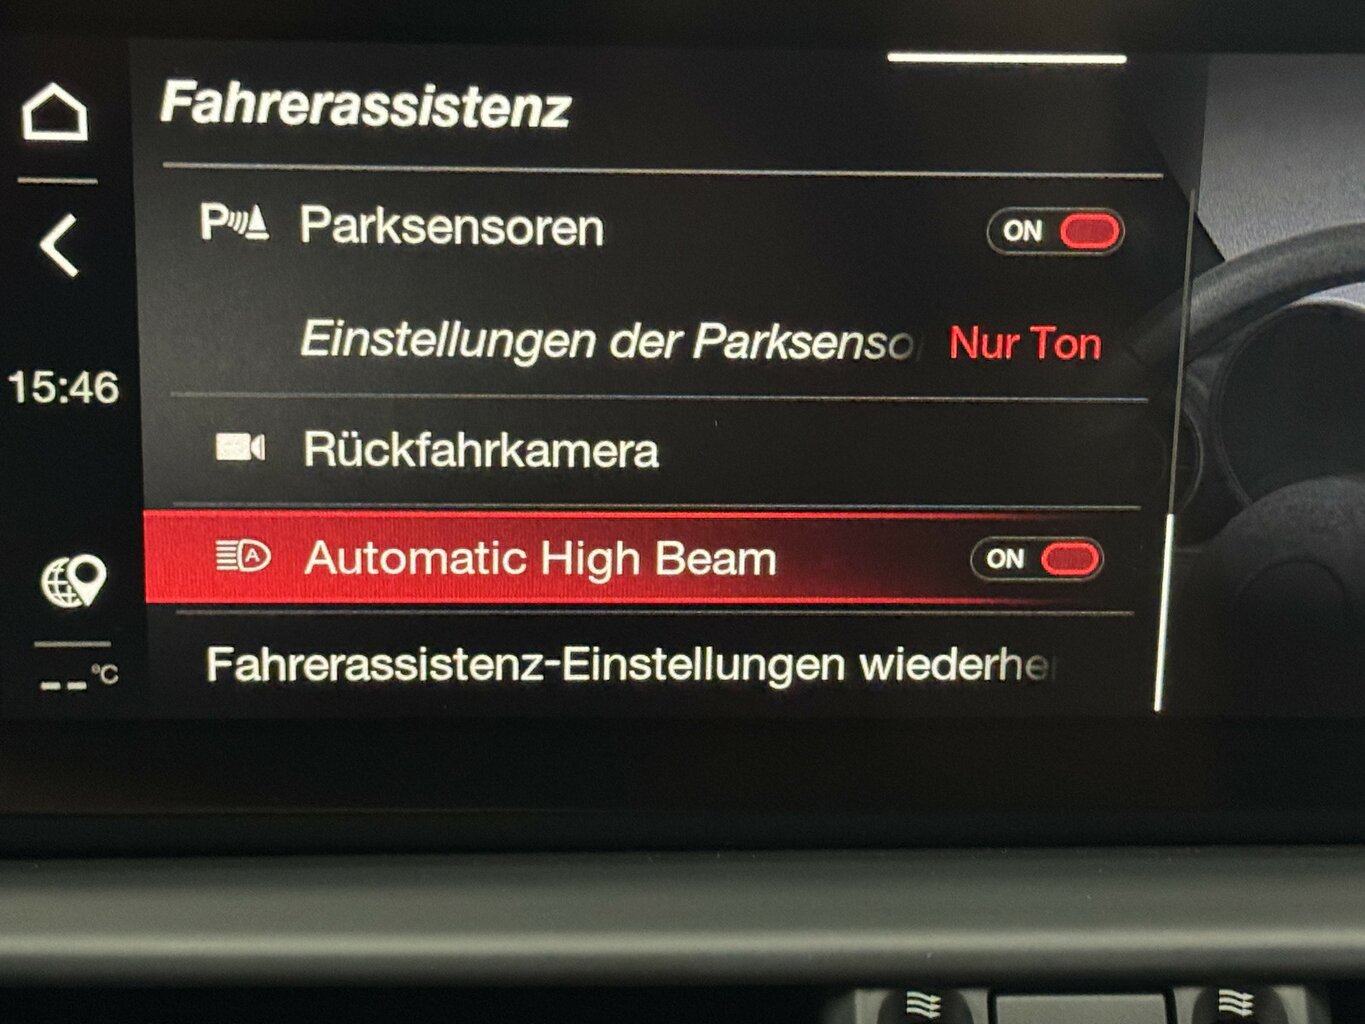 Fahrerassistenz
P Parksensoren ON
Einstellungen der Parksenso Nur Ton
15:46
Rückfahrkamera
A Automatic High Beam ON
Fahrerassistenz-Einstellungen wiederhe
--°C